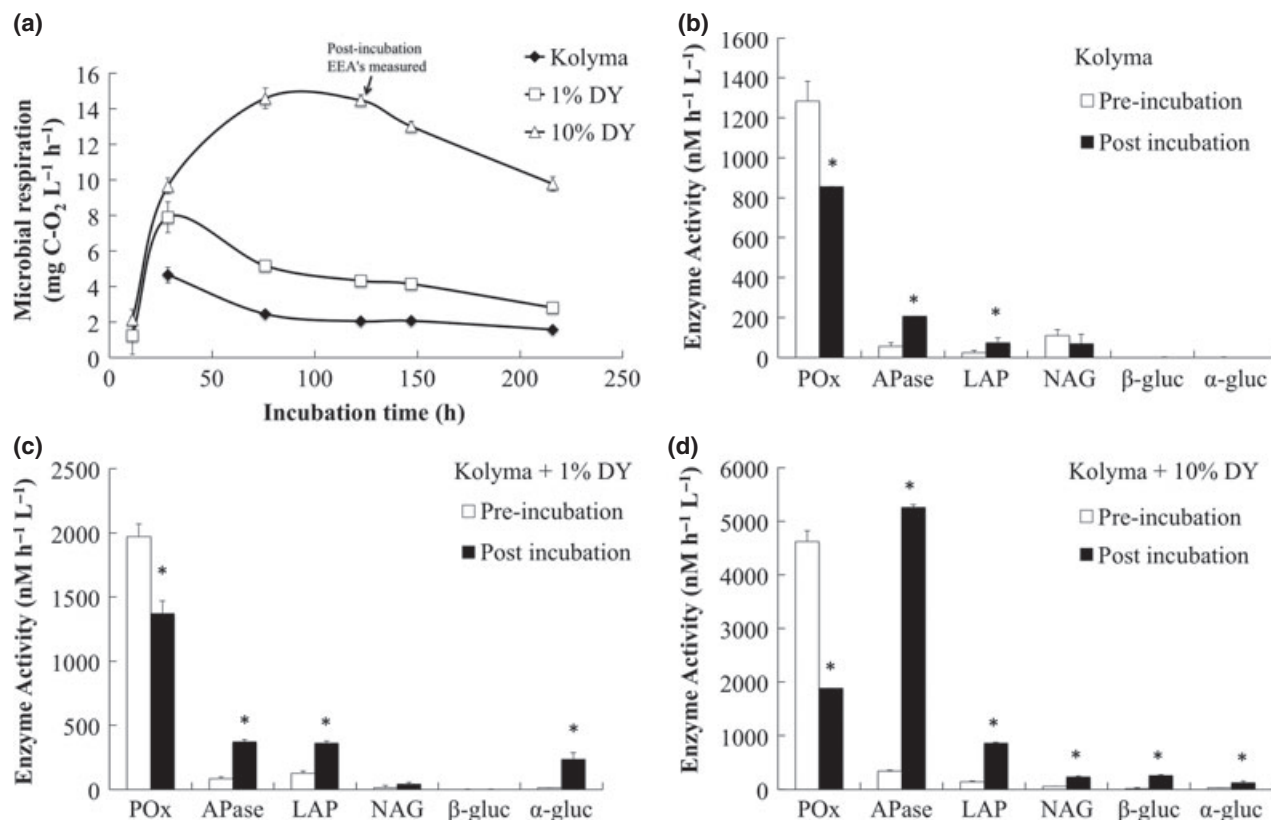 (a)
Post-incubation
EEA's measured
Kolyma
1% DY
10% DY
Microbial respiration
(mg C-O₂ L⁻¹ h⁻¹)
16
14
12
10
8
6
4
2
0
0 50 100 150 200 250
Incubation time (h)
(b)
Kolyma
Pre-incubation
Post incubation
Enzyme Activity (nM h⁻¹ L⁻¹)
1600
1400
1200
1000
800
600
400
200
0
*
* *
POx APase LAP NAG β-gluc α-gluc
(c)
Kolyma + 1% DY
Pre-incubation
Post incubation
Enzyme Activity (nM h⁻¹ L⁻¹)
2500
2000
1500
1000
500
0
*
* * *
POx APase LAP NAG β-gluc α-gluc
(d)
Kolyma + 10% DY
Pre-incubation
Post incubation
Enzyme Activity (nM h⁻¹ L⁻¹)
6000
5000
4000
3000
2000
1000
0
*
*
* * * *
POx APase LAP NAG β-gluc α-gluc